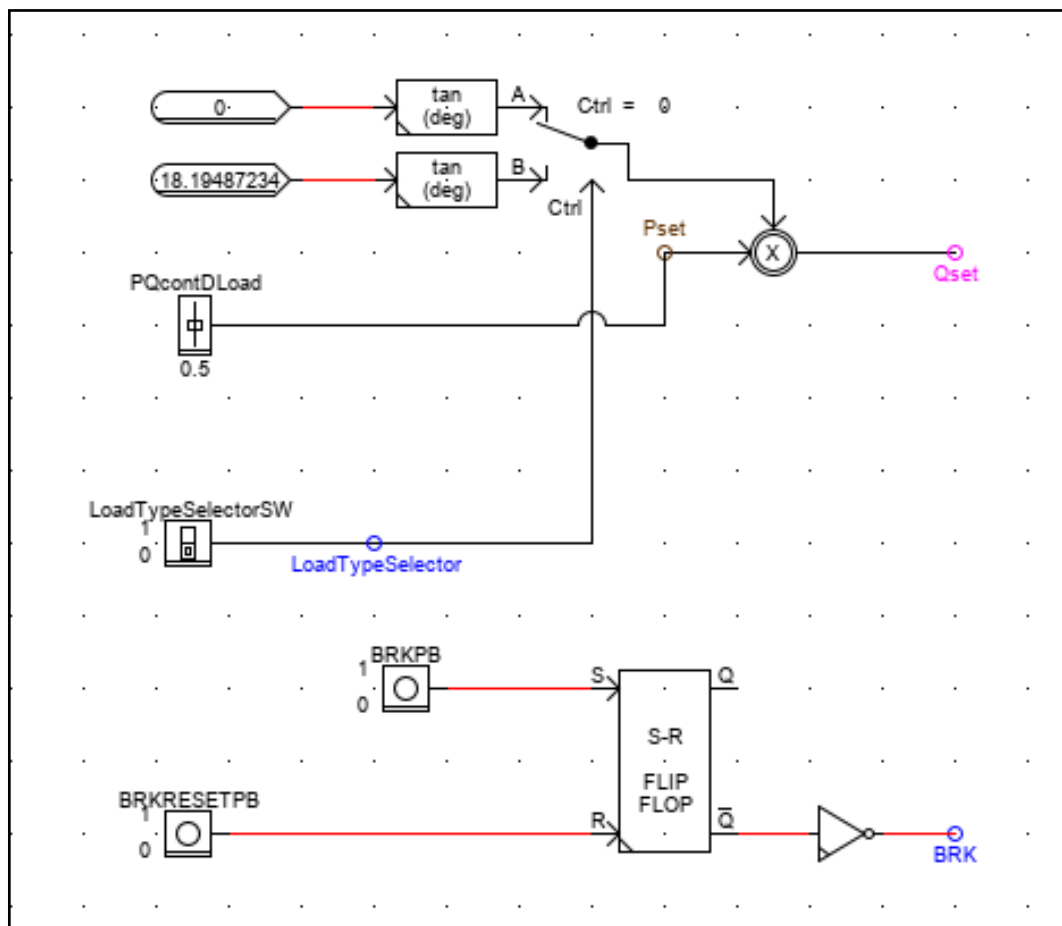 0
tan
(deg)
A
Ctrl = 0
18.19487234
tan
(deg)
B
Ctrl
Pset
X
Qset
PQcontDLoad
0.5
LoadTypeSelectorSW
1
0
LoadTypeSelector
BRKPB
1
0
S
Q
S-R
FLIP
FLOP
BRKRESETPB
1
0
R
Q̅
BRK